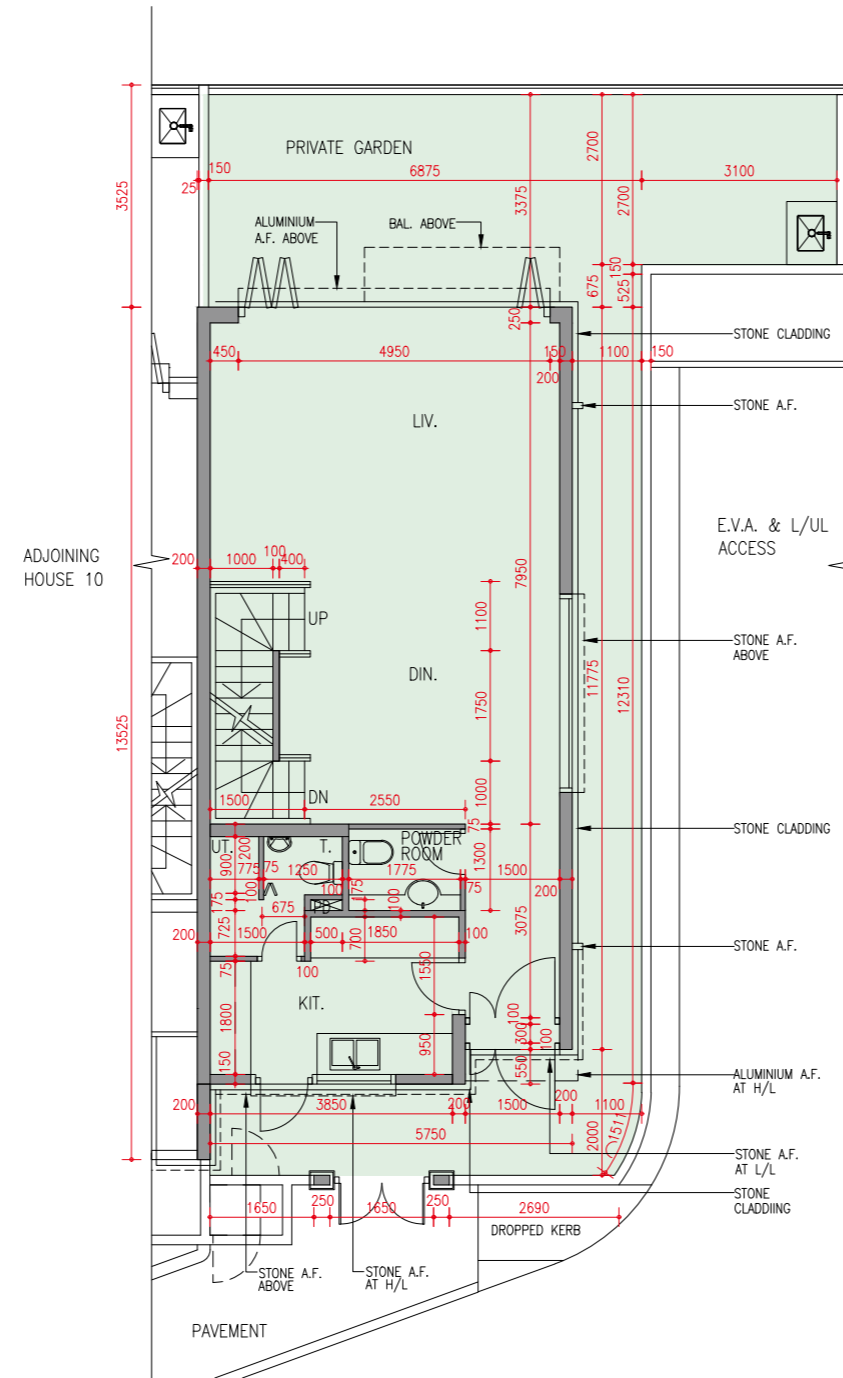 PRIVATE GARDEN
150
6875
3100
25
3525
3375
2700
2700
ALUMINIUM
A.F. ABOVE
BAL. ABOVE
675
150
525
250
STONE CLADDING
450
4950
150
200
1100
150
STONE A.F.
LIV.
E.V.A. & L/UL
ACCESS
ADJOINING
HOUSE 10
200
1000
100
400
7950
UP
1100
STONE A.F.
ABOVE
DIN.
11775
12310
1750
13525
DN
1000
1500
2550
75
STONE CLADDING
UT.
200
T.
POWDER
ROOM
1300
900
775
75
1250
1775
75
1500
200
175
100
100
175
PD
100
675
725
200
1500
500
1850
100
700
1550
3075
STONE A.F.
75
100
KIT.
1800
950
100
300
100
150
550
ALUMINIUM A.F.
AT H/L
200
3850
200
1500
200
1100
5750
2000
1511
STONE A.F.
AT L/L
STONE
CLADDING
1650
250
1650
250
2690
DROPPED KERB
STONE A.F.
ABOVE
STONE A.F.
AT H/L
PAVEMENT